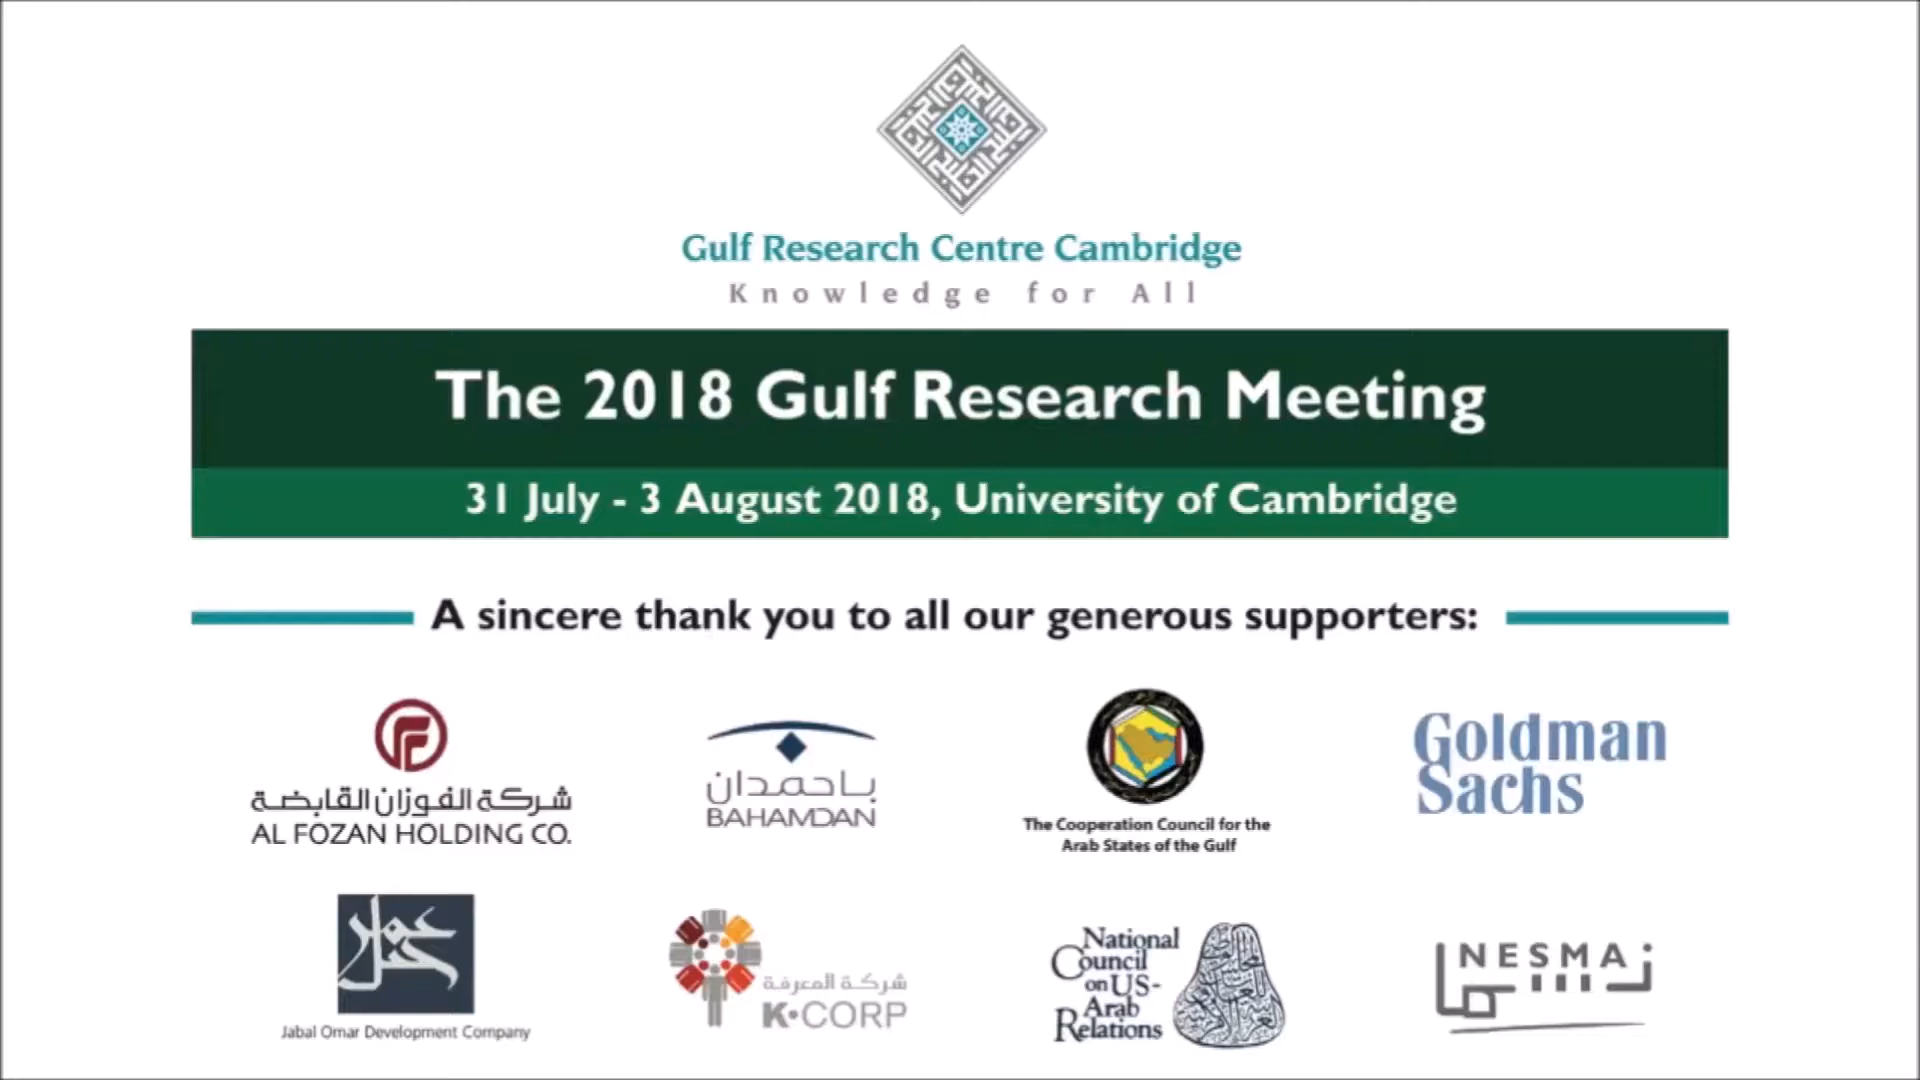 Gulf Research Centre Cambridge
Knowledge for All
The 2018 Gulf Research Meeting
31 July - 3 August 2018, University of Cambridge
A sincere thank you to all our generous supporters:
شركة الفوزان القابضة
AL FOZAN HOLDING CO.
باحمدان
BAHAMDAN
The Cooperation Council for the
Arab States of the Gulf
Goldman
Sachs
جبل عمر
Jabal Omar Development Company
شركة المعرفة
K•CORP
National
Council
on US-
Arab
Relations
NESMA
نسما